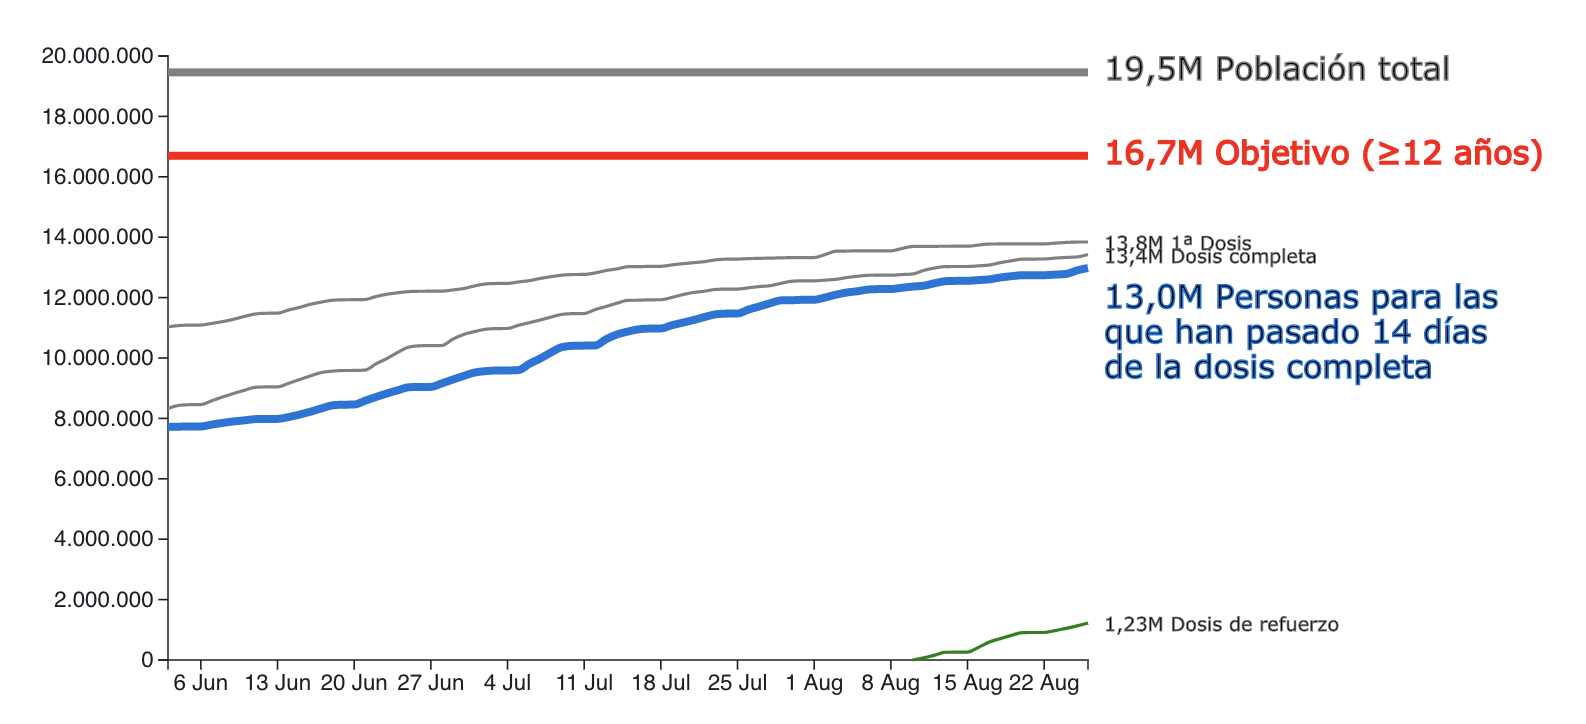 20.000.000
18.000.000
16.000.000
14.000.000
12.000.000
10.000.000
8.000.000
6.000.000
4.000.000
2.000.000
0
6 Jun 13 Jun 20 Jun 27 Jun 4 Jul 11 Jul 18 Jul 25 Jul 1 Aug 8 Aug 15 Aug 22 Aug
19,5M Población total
16,7M Objetivo (≥12 años)
13,8M 1ª Dosis
13,4M Dosis completa
13,0M Personas para las
que han pasado 14 días
de la dosis completa
1,23M Dosis de refuerzo